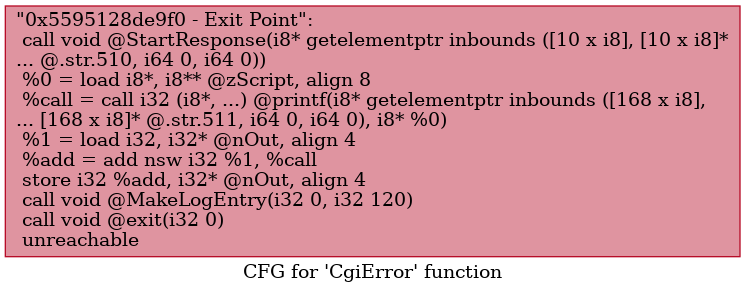 "0x5595128de9f0 - Exit Point":
call void @StartResponse(i8* getelementptr inbounds ([10 x i8], [10 x i8]*
... @.str.510, i64 0, i64 0))
%0 = load i8*, i8** @zScript, align 8
%call = call i32 (i8*, ...) @printf(i8* getelementptr inbounds ([168 x i8],
... [168 x i8]* @.str.511, i64 0, i64 0), i8* %0)
%1 = load i32, i32* @nOut, align 4
%add = add nsw i32 %1, %call
store i32 %add, i32* @nOut, align 4
call void @MakeLogEntry(i32 0, i32 120)
call void @exit(i32 0)
unreachable
CFG for 'CgiError' function